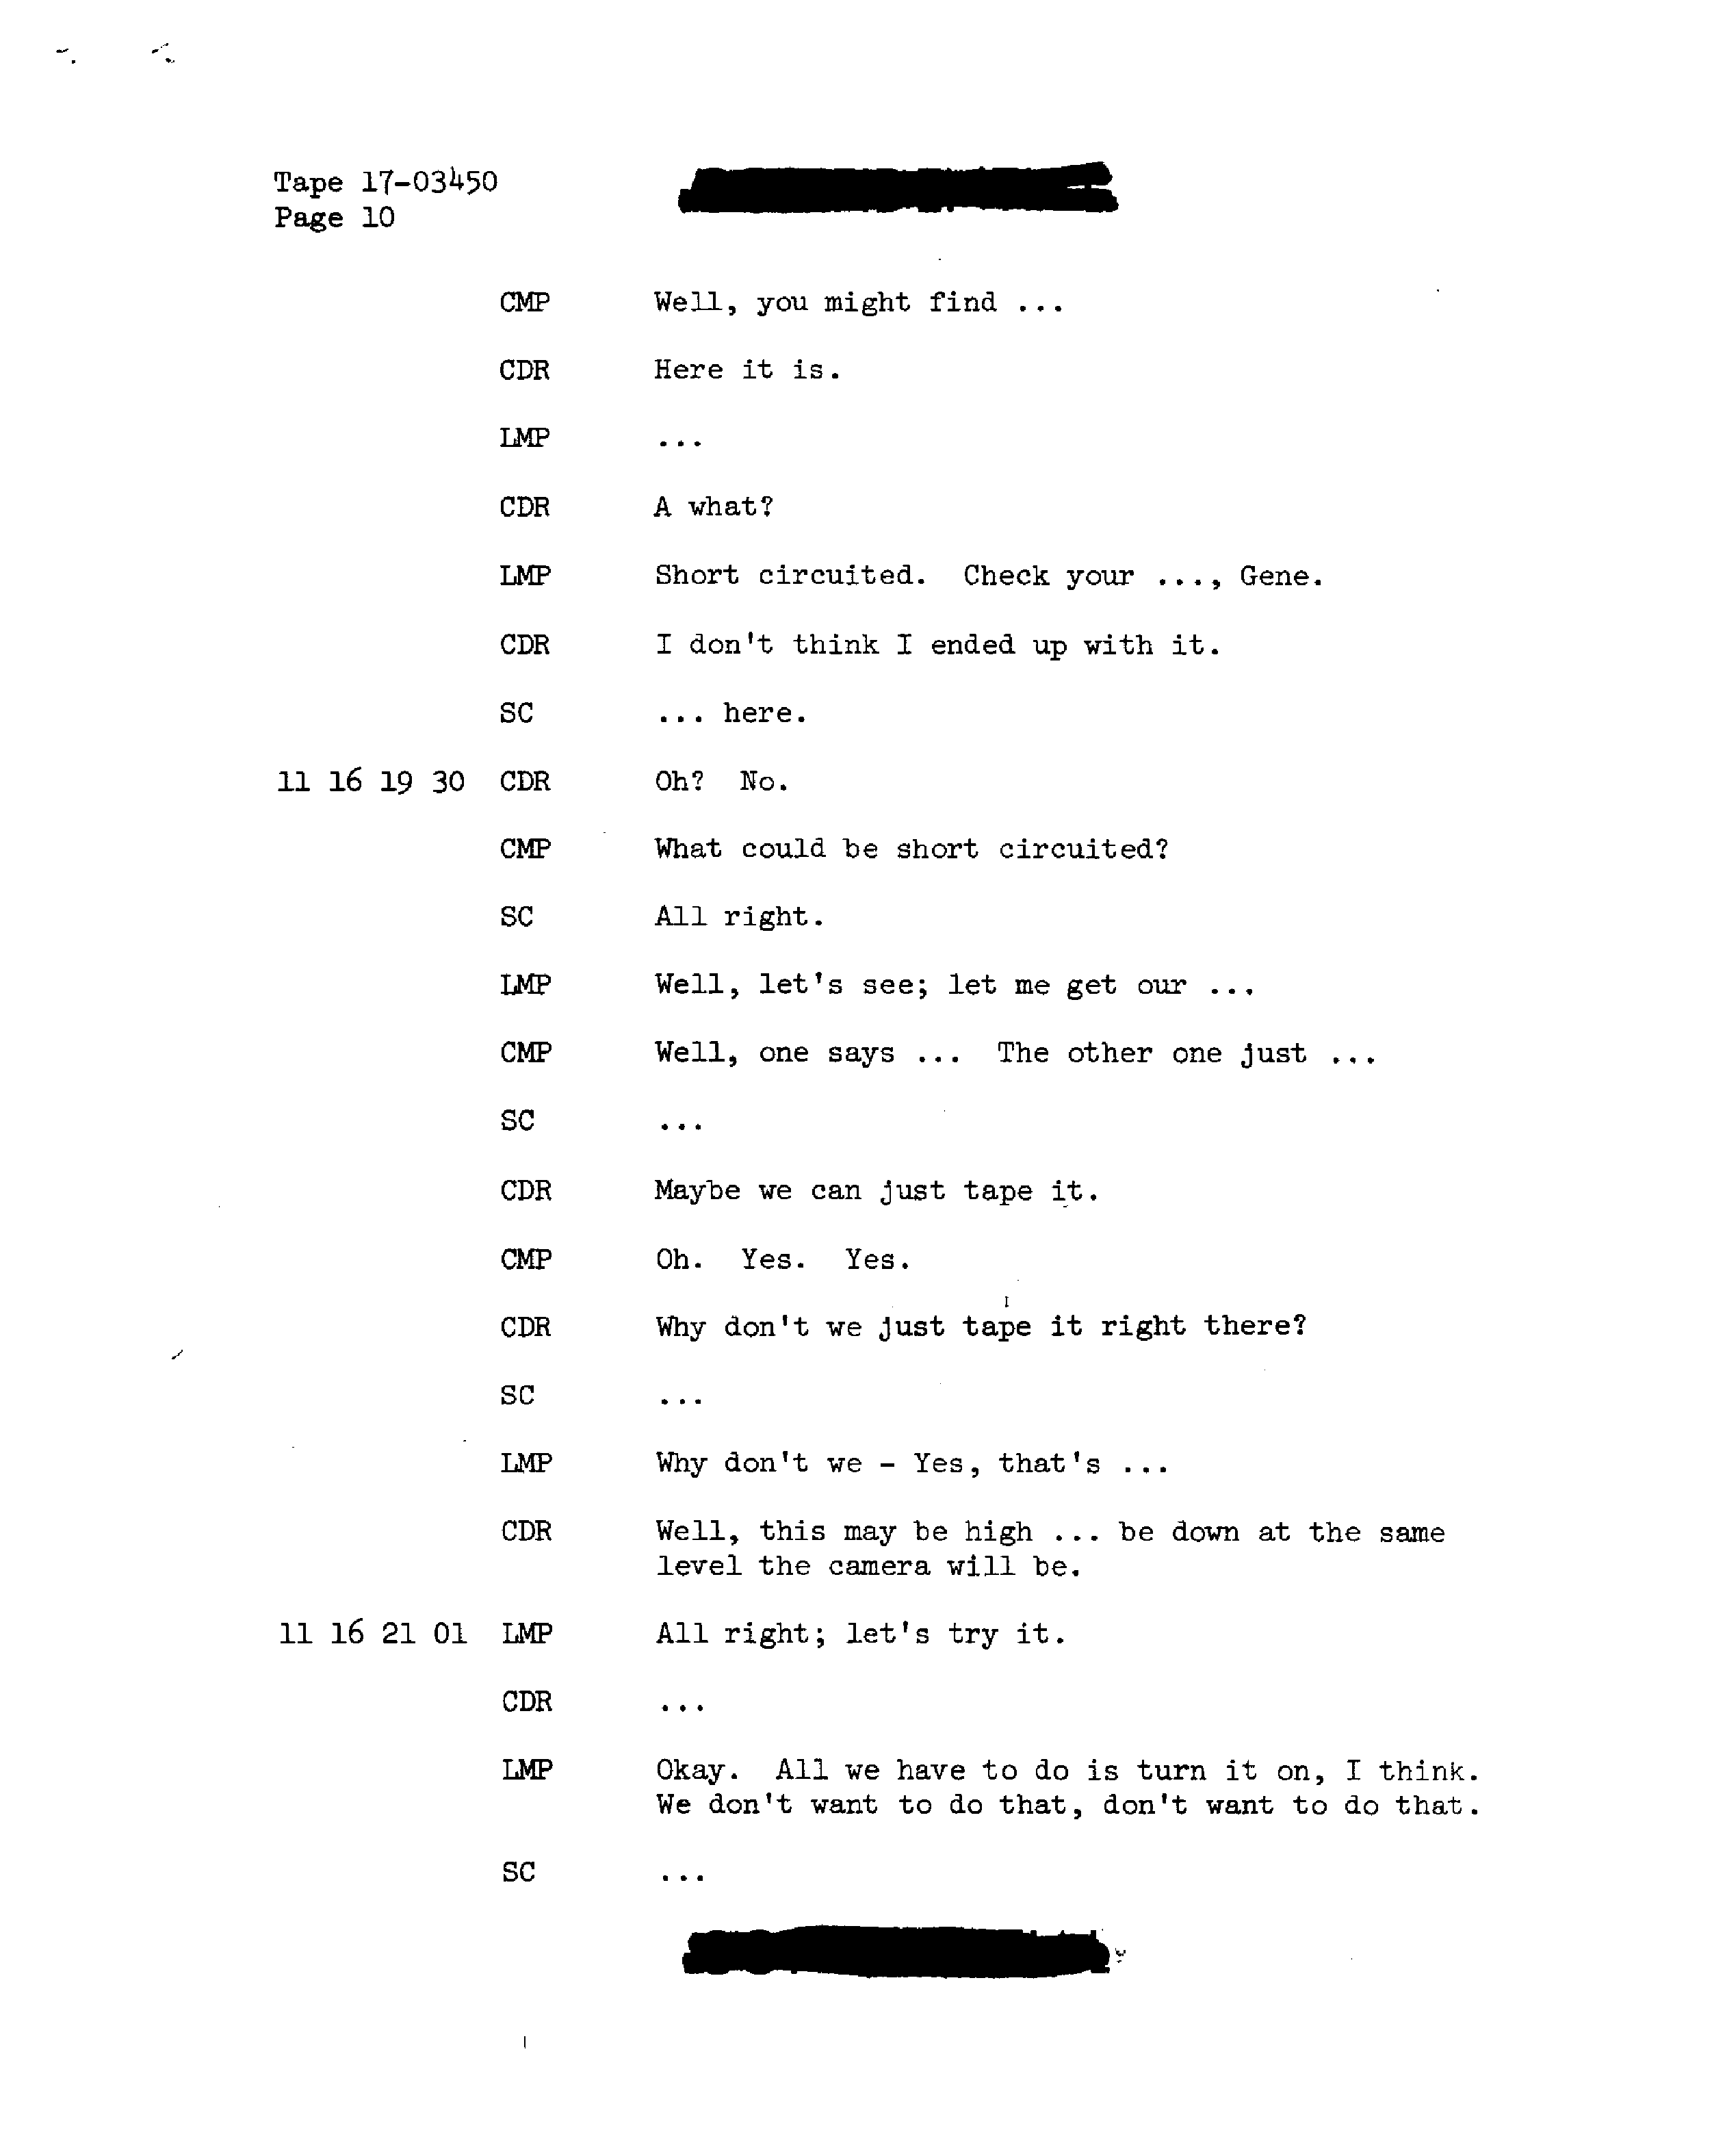 Tape 17-03450
Page 10
CMP Well, you might find ...
CDR Here it is.
LMP ...
CDR A what?
LMP Short circuited. Check your ..., Gene.
CDR I don't think I ended up with it.
SC ... here.
11 16 19 30 CDR Oh? No.
CMP What could be short circuited?
SC All right.
LMP Well, let's see; let me get our ...
CMP Well, one says ... The other one just ...
SC ...
CDR Maybe we can just tape it.
CMP Oh. Yes. Yes.
CDR Why don't we just tape it right there?
SC ...
LMP Why don't we - Yes, that's ...
CDR Well, this may be high ... be down at the same
level the camera will be.
11 16 21 01 LMP All right; let's try it.
CDR ...
LMP Okay. All we have to do is turn it on, I think.
We don't want to do that, don't want to do that.
SC ...